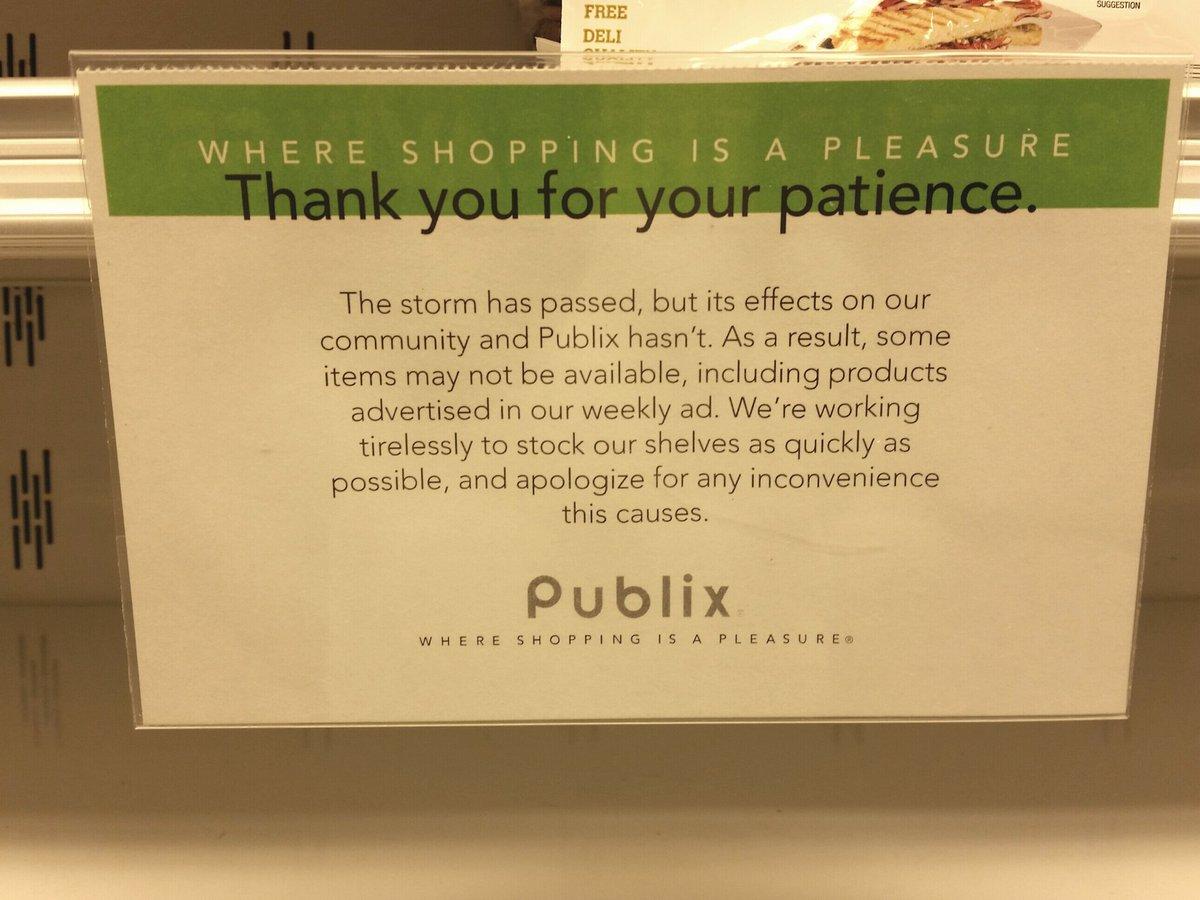 FREE
DELI
QUALITY
SUGGESTION
WHERE SHOPPING IS A PLEASURE
Thank you for your patience.
The storm has passed, but its effects on our
community and Publix hasn't. As a result, some
items may not be available, including products
advertised in our weekly ad. We're working
tirelessly to stock our shelves as quickly as
possible, and apologize for any inconvenience
this causes.
Publix
WHERE SHOPPING IS A PLEASURE®